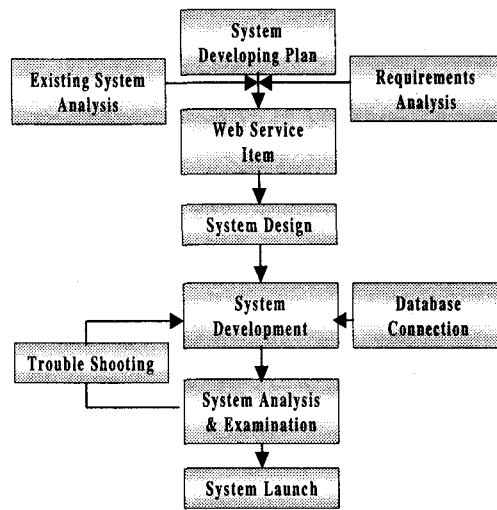 System
Developing Plan
Existing System
Analysis
Requirements
Analysis
Web Service
Item
System Design
System
Development
Database
Connection
Trouble Shooting
System Analysis
& Examination
System Launch